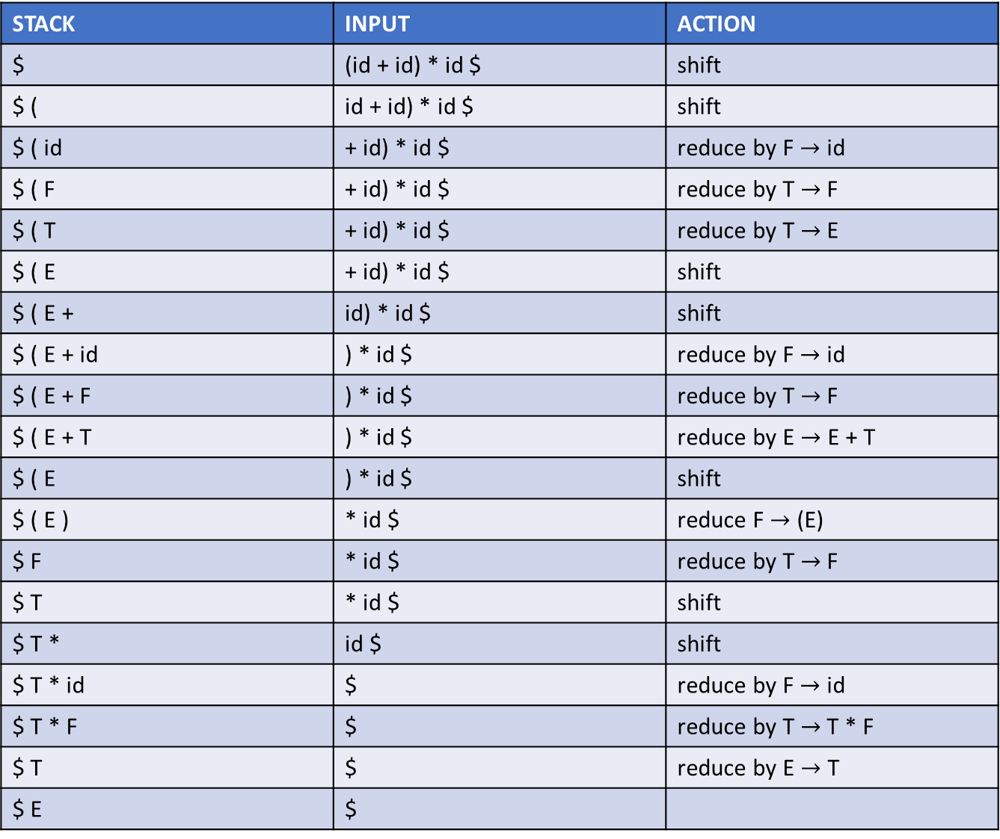 STACK INPUT ACTION
$ (id + id) * id $ shift
$ ( id + id) * id $ shift
$ ( id + id) * id $ reduce by F → id
$ ( F + id) * id $ reduce by T → F
$ ( T + id) * id $ reduce by T → E
$ ( E + id) * id $ shift
$ ( E + id) * id $ shift
$ ( E + id ) * id $ reduce by F → id
$ ( E + F ) * id $ reduce by T → F
$ ( E + T ) * id $ reduce by E → E + T
$ ( E ) * id $ shift
$ ( E ) * id $ reduce F → (E)
$ F * id $ reduce by T → F
$ T * id $ shift
$ T * id $ shift
$ T * id $ reduce by F → id
$ T * F $ reduce by T → T * F
$ T $ reduce by E → T
$ E $